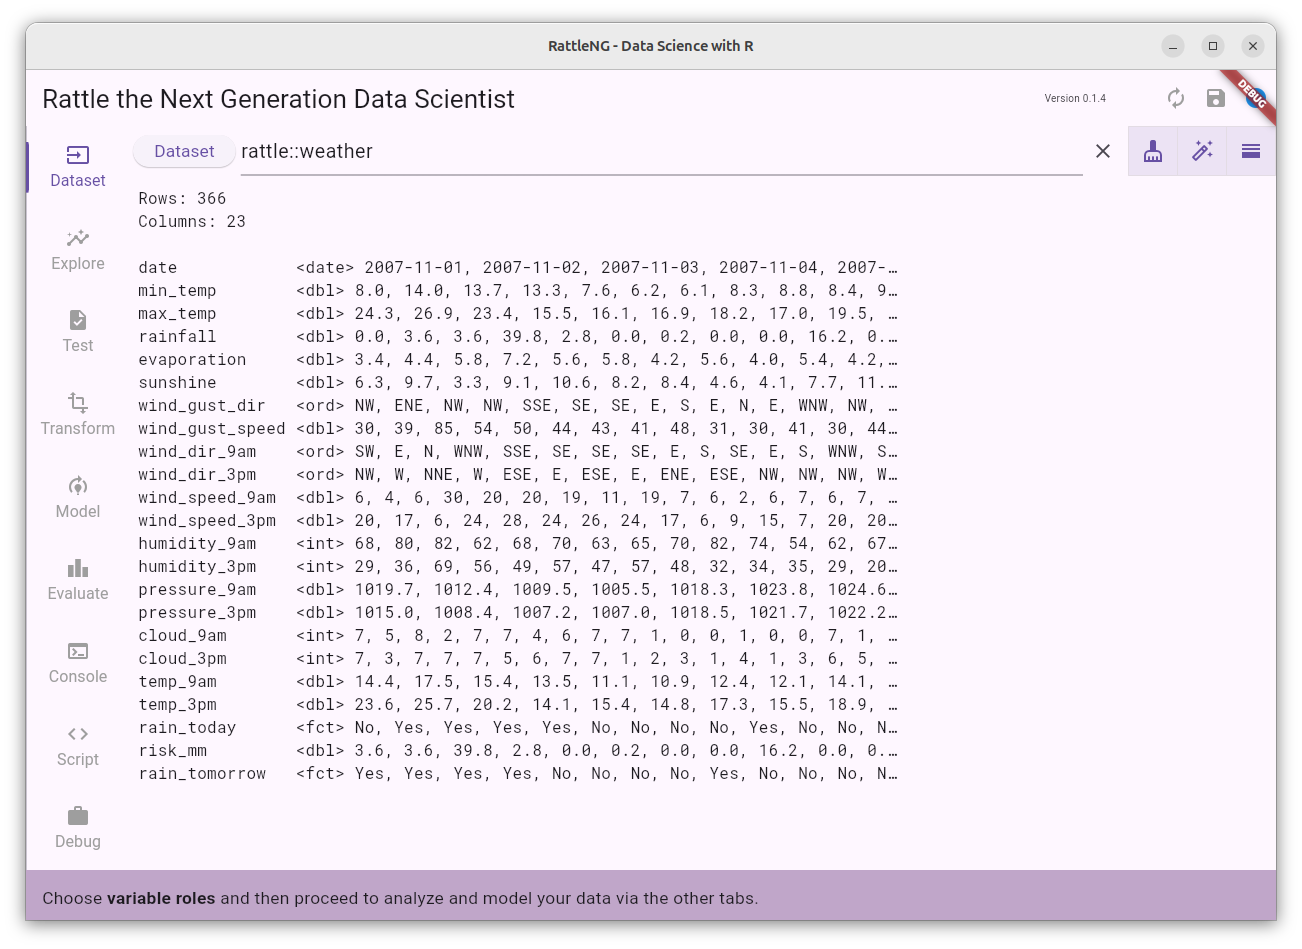 RattleNG - Data Science with R
Rattle the Next Generation Data Scientist
Version 0.1.4
DEBUG
Dataset
Explore
Test
Transform
Model
Evaluate
Console
Script
Debug
Dataset rattle::weather
Rows: 366
Columns: 23
date <date> 2007-11-01, 2007-11-02, 2007-11-03, 2007-11-04, 2007-…
min_temp <dbl> 8.0, 14.0, 13.7, 13.3, 7.6, 6.2, 6.1, 8.3, 8.8, 8.4, 9…
max_temp <dbl> 24.3, 26.9, 23.4, 15.5, 16.1, 16.9, 18.2, 17.0, 19.5, …
rainfall <dbl> 0.0, 3.6, 3.6, 39.8, 2.8, 0.0, 0.2, 0.0, 0.0, 16.2, 0.…
evaporation <dbl> 3.4, 4.4, 5.8, 7.2, 5.6, 5.8, 4.2, 5.6, 4.0, 5.4, 4.2,…
sunshine <dbl> 6.3, 9.7, 3.3, 9.1, 10.6, 8.2, 8.4, 4.6, 4.1, 7.7, 11.…
wind_gust_dir <ord> NW, ENE, NW, NW, SSE, SE, SE, E, S, E, N, E, WNW, NW, …
wind_gust_speed <dbl> 30, 39, 85, 54, 50, 44, 43, 41, 48, 31, 30, 41, 30, 44…
wind_dir_9am <ord> SW, E, N, WNW, SSE, SE, SE, SE, E, S, SE, E, S, WNW, S…
wind_dir_3pm <ord> NW, W, NNE, W, ESE, E, ESE, E, ENE, ESE, NW, NW, NW, W…
wind_speed_9am <dbl> 6, 4, 6, 30, 20, 20, 19, 11, 19, 7, 6, 2, 6, 7, 6, 7, …
wind_speed_3pm <dbl> 20, 17, 6, 24, 28, 24, 26, 24, 17, 6, 9, 15, 7, 20, 20…
humidity_9am <int> 68, 80, 82, 62, 68, 70, 63, 65, 70, 82, 74, 54, 62, 67…
humidity_3pm <int> 29, 36, 69, 56, 49, 57, 47, 57, 48, 32, 34, 35, 29, 20…
pressure_9am <dbl> 1019.7, 1012.4, 1009.5, 1005.5, 1018.3, 1023.8, 1024.6…
pressure_3pm <dbl> 1015.0, 1008.4, 1007.2, 1007.0, 1018.5, 1021.7, 1022.2…
cloud_9am <int> 7, 5, 8, 2, 7, 7, 4, 6, 7, 7, 1, 0, 0, 1, 0, 0, 7, 1, …
cloud_3pm <int> 7, 3, 7, 7, 7, 5, 6, 7, 7, 1, 2, 3, 1, 4, 1, 3, 6, 5, …
temp_9am <dbl> 14.4, 17.5, 15.4, 13.5, 11.1, 10.9, 12.4, 12.1, 14.1, …
temp_3pm <dbl> 23.6, 25.7, 20.2, 14.1, 15.4, 14.8, 17.3, 15.5, 18.9, …
rain_today <fct> No, Yes, Yes, Yes, Yes, No, No, No, No, Yes, No, No, N…
risk_mm <dbl> 3.6, 3.6, 39.8, 2.8, 0.0, 0.2, 0.0, 0.0, 16.2, 0.0, 0.…
rain_tomorrow <fct> Yes, Yes, Yes, Yes, No, No, No, No, Yes, No, No, No, N…
Choose variable roles and then proceed to analyze and model your data via the other tabs.